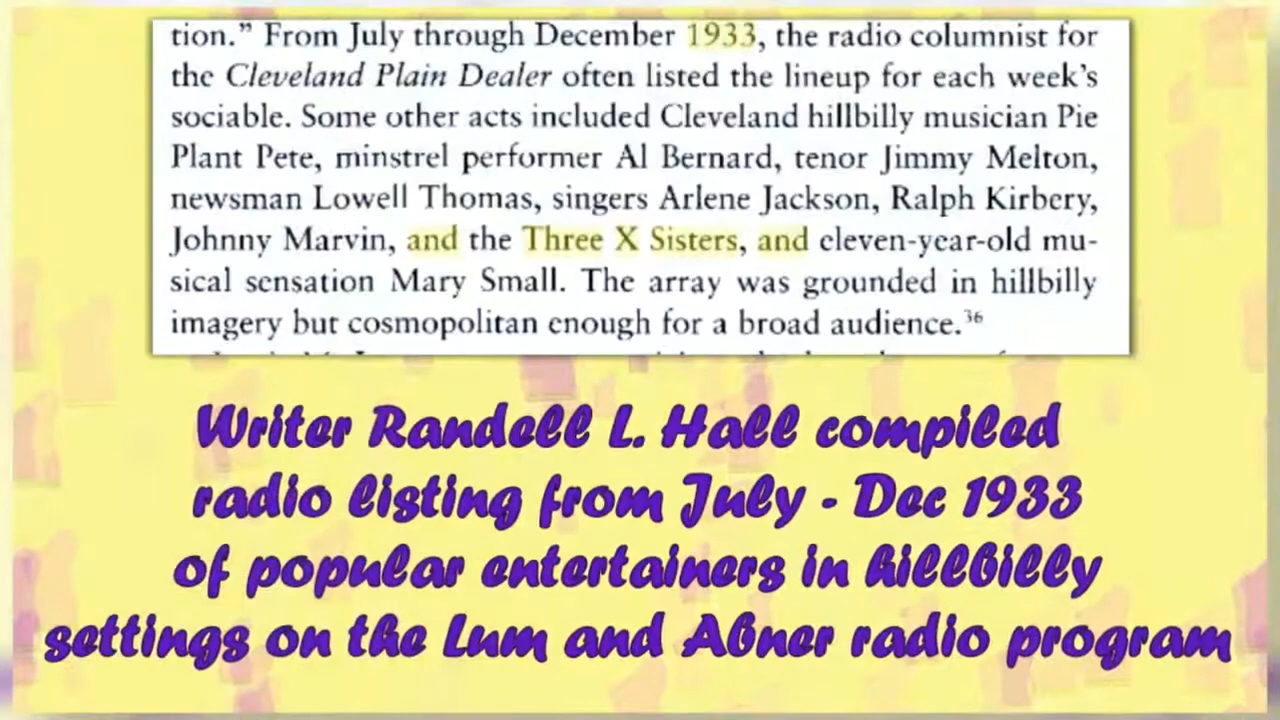 tion.” From July through December 1933, the radio columnist for
the Cleveland Plain Dealer often listed the lineup for each week’s
sociable. Some other acts included Cleveland hillbilly musician Pie
Plant Pete, minstrel performer Al Bernard, tenor Jimmy Melton,
newsman Lowell Thomas, singers Arlene Jackson, Ralph Kirbery,
Johnny Marvin, and the Three X Sisters, and eleven-year-old mu-
sical sensation Mary Small. The array was grounded in hillbilly
imagery but cosmopolitan enough for a broad audience.36
Writer Randell L. Hall compiled
radio listing from July - Dec 1933
of popular entertainers in hillbilly
settings on the Lum and Abner radio program